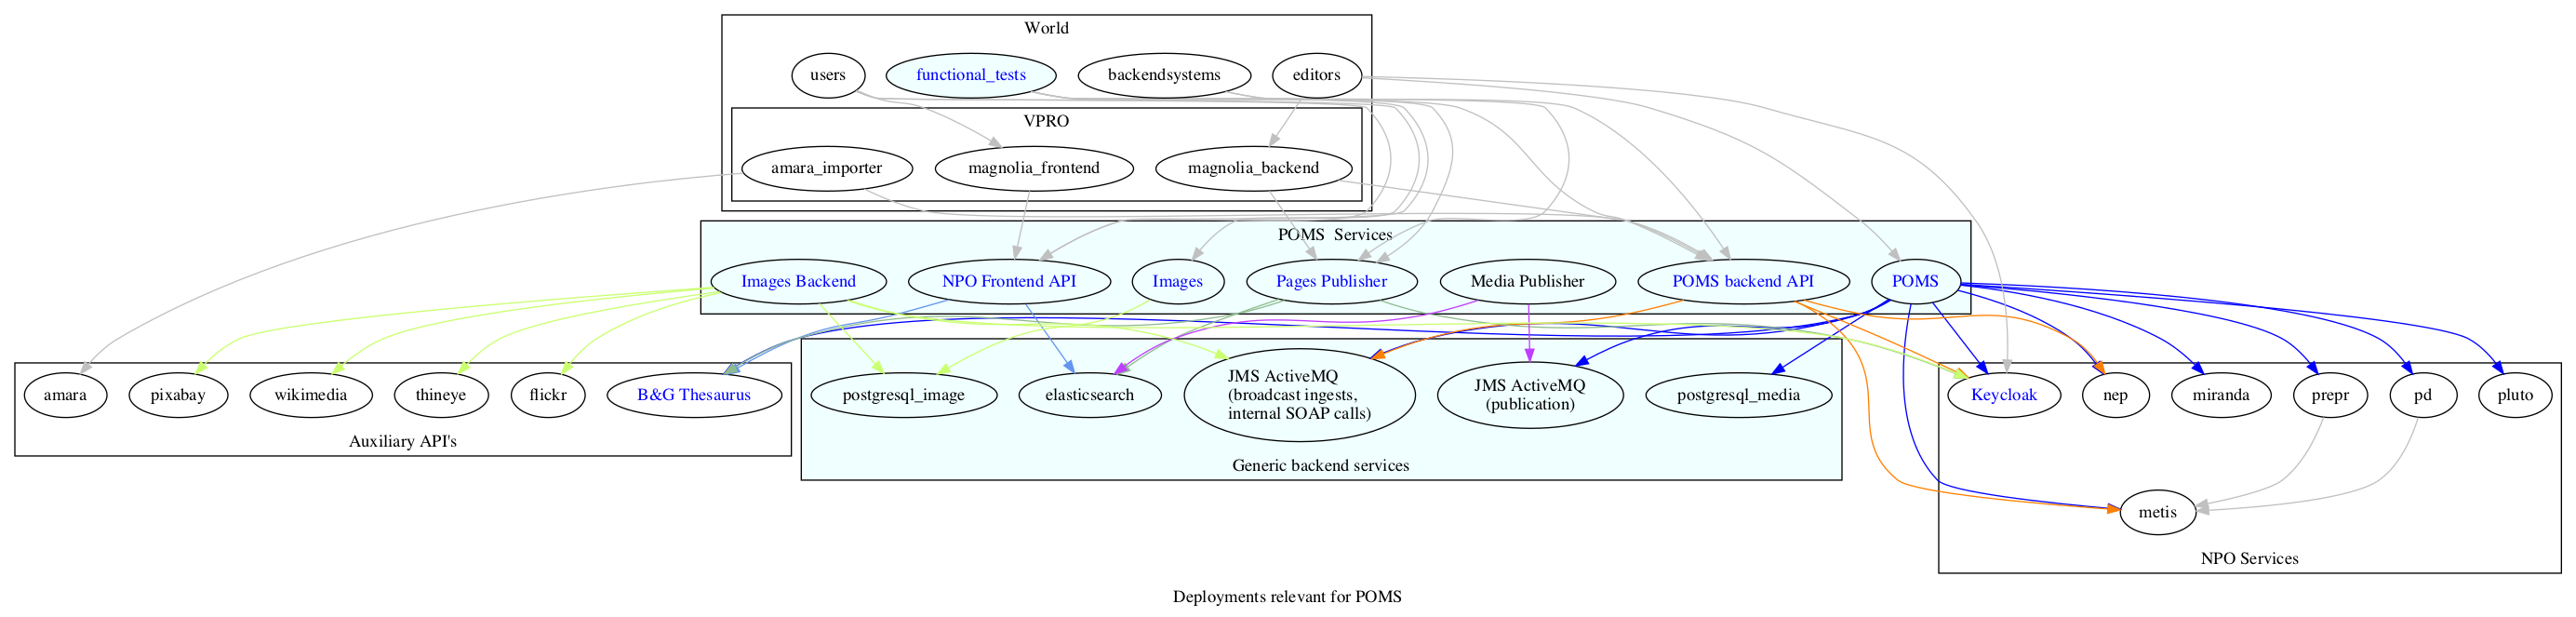 World
users
functional_tests
backendsystems
editors
VPRO
amara_importer
magnolia_frontend
magnolia_backend
POMS  Services
Images Backend
NPO Frontend API
Images
Pages Publisher
Media Publisher
POMS backend API
POMS
amara
pixabay
wikimedia
thineye
flickr
B&G Thesaurus
Auxiliary API's
postgresql_image
elasticsearch
JMS ActiveMQ
(broadcast ingests,
internal SOAP calls)
JMS ActiveMQ
(publication)
postgresql_media
Generic backend services
Keycloak
nep
miranda
prepr
pd
pluto
metis
NPO Services
Deployments relevant for POMS